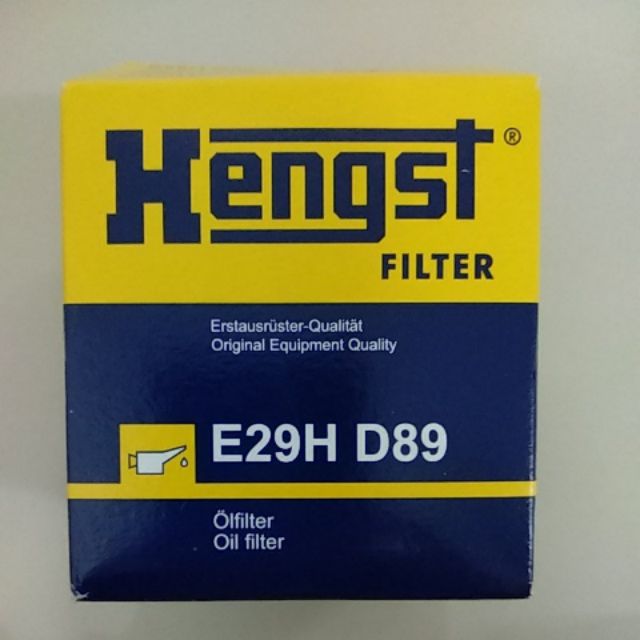 Hengst®
FILTER
Erstausrüster-Qualität
Original Equipment Quality
E29H D89
Ölfilter
Oil filter